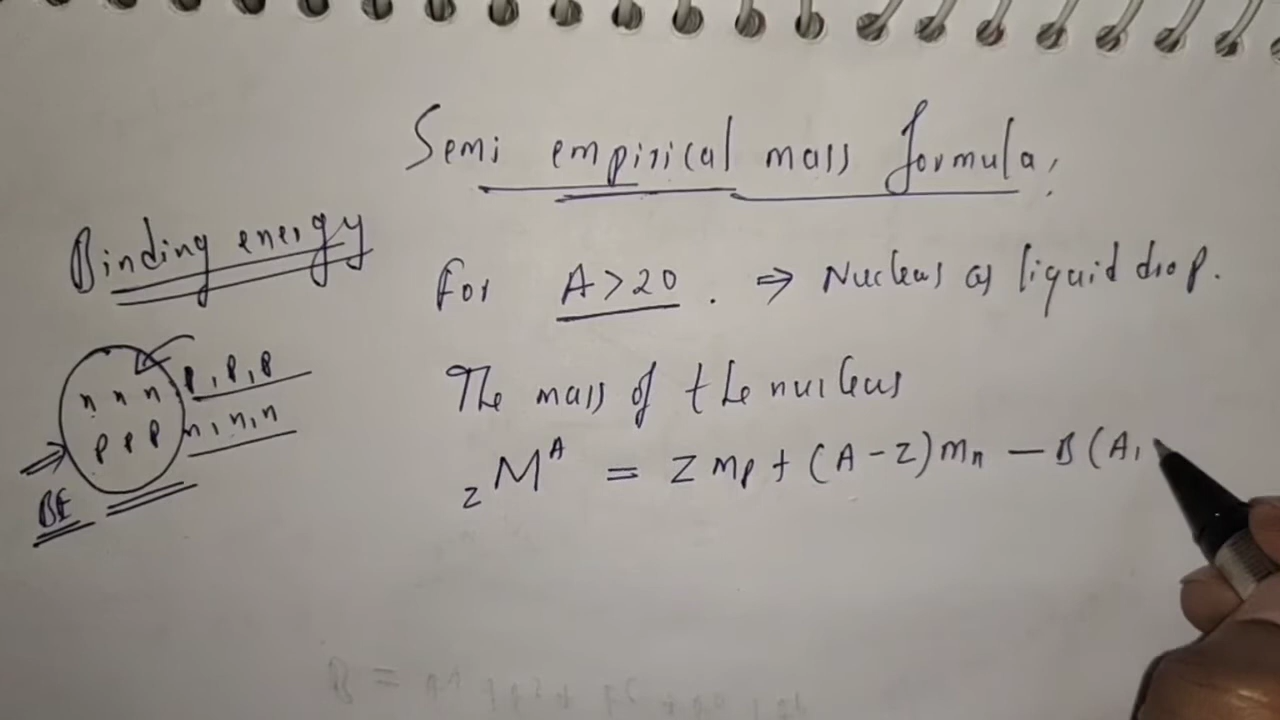 Semi empirical mass formula,
Binding energy
For A>20. ⇒ Nucleus as liquid drop.
n n n p, p, p
p p p n, n, n
BE
The mass of the nucleus
zM^A = Z mp + (A-Z) mn − B (A,